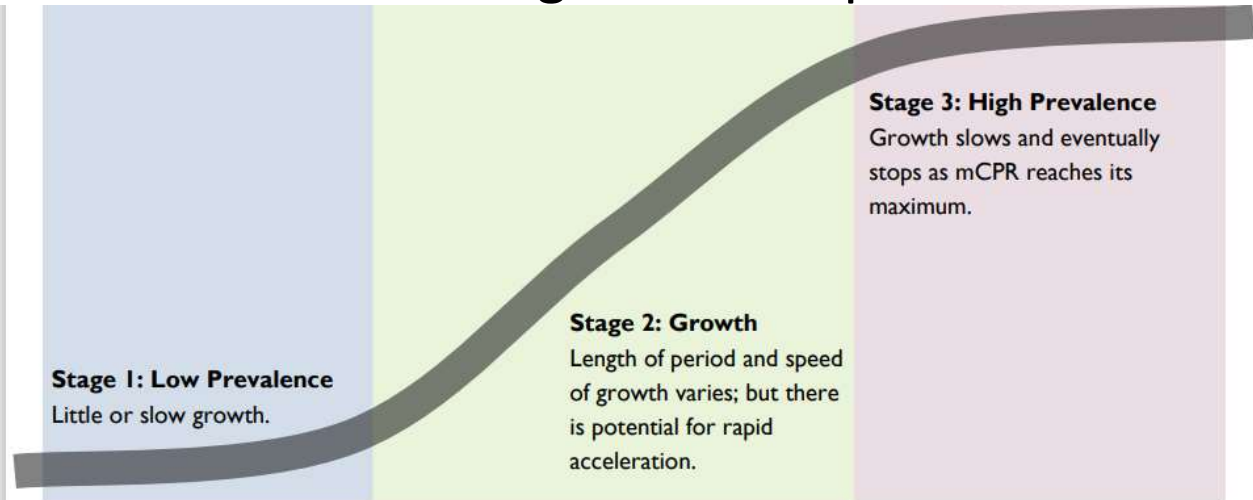 Stage 1: Low Prevalence
Little or slow growth.
Stage 2: Growth
Length of period and speed
of growth varies; but there
is potential for rapid
acceleration.
Stage 3: High Prevalence
Growth slows and eventually
stops as mCPR reaches its
maximum.